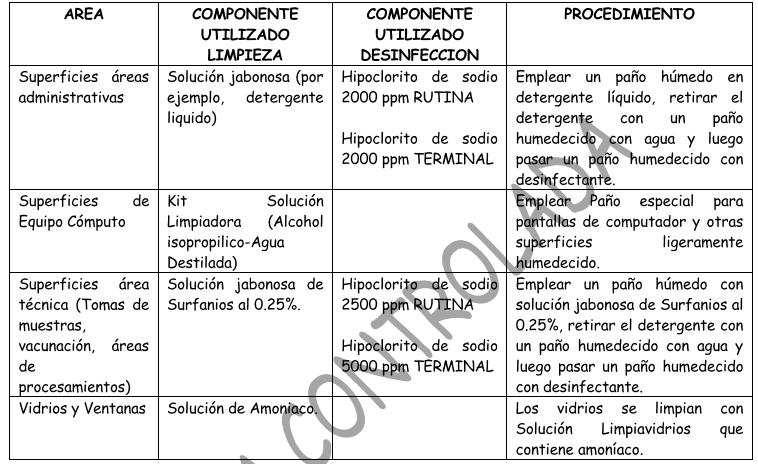 AREA
COMPONENTE
UTILIZADO
LIMPIEZA
COMPONENTE
UTILIZADO
DESINFECCION
PROCEDIMIENTO
Superficies áreas
administrativas
Solución jabonosa (por
ejemplo, detergente
liquido)
Hipoclorito de sodio
2000 ppm RUTINA
Hipoclorito de sodio
2000 ppm TERMINAL
Emplear un paño húmedo en
detergente líquido, retirar el
detergente con un paño
humedecido con agua y luego
pasar un paño humedecido con
desinfectante.
Superficies de
Equipo Cómputo
Kit Solución
Limpiadora (Alcohol
isopropilico-Agua
Destilada)
Emplear Paño especial para
pantallas de computador y otras
superficies ligeramente
humedecido.
Superficies área
técnica (Tomas de
muestras,
vacunación, áreas
de
procesamientos)
Solución jabonosa de
Surfanios al 0.25%.
Hipoclorito de sodio
2500 ppm RUTINA
Hipoclorito de sodio
5000 ppm TERMINAL
Emplear un paño húmedo con
solución jabonosa de Surfanios al
0.25%, retirar el detergente con
un paño humedecido con agua y
luego pasar un paño humedecido
con desinfectante.
Vidrios y Ventanas
Solución de Amoniaco.
Los vidrios se limpian con
Solución Limpiavidrios que
contiene amoníaco.
CONTROLADA